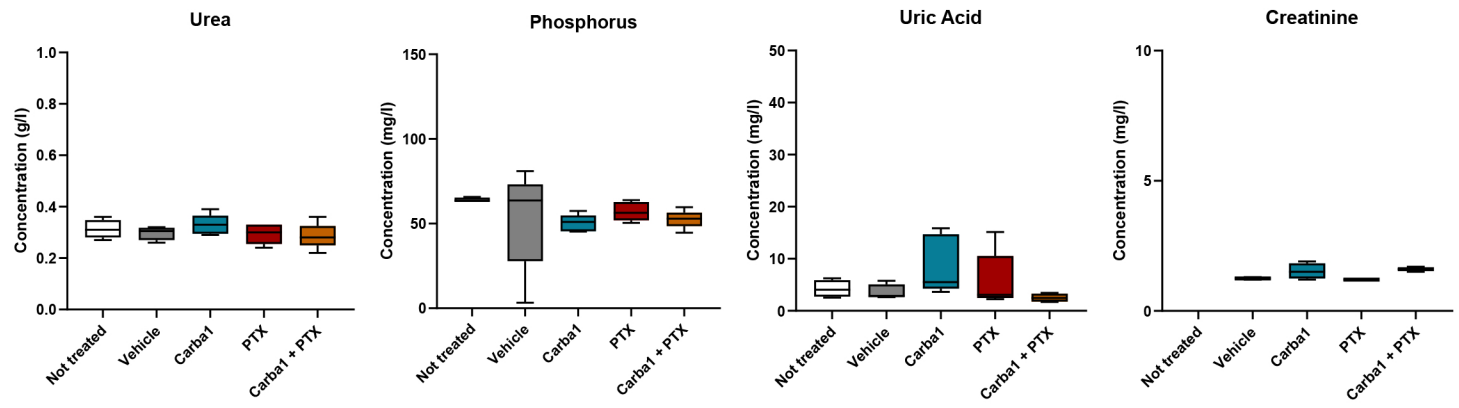 Urea
Concentration (g/l)
1.0
0.8
0.6
0.4
0.2
0.0
Not treated
Vehicle
Carba1
PTX
Carba1 + PTX
Phosphorus
Concentration (mg/l)
150
100
50
0
Not treated
Vehicle
Carba1
PTX
Carba1 + PTX
Uric Acid
Concentration (mg/l)
50
40
30
20
10
0
Not treated
Vehicle
Carba1
PTX
Carba1 + PTX
Creatinine
Concentration (mg/l)
10
5
0
Not treated
Vehicle
Carba1
PTX
Carba1 + PTX